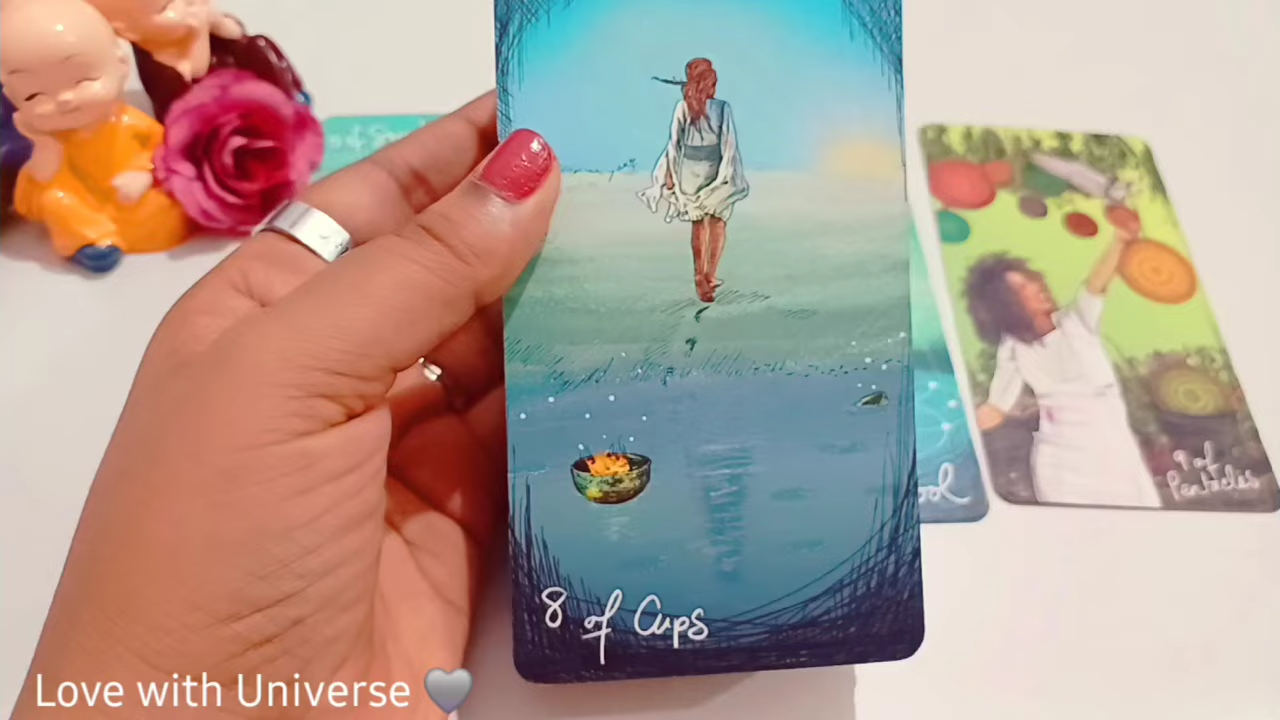 8 of Cups
9 of
Pentacles
Love with Universe 🩶